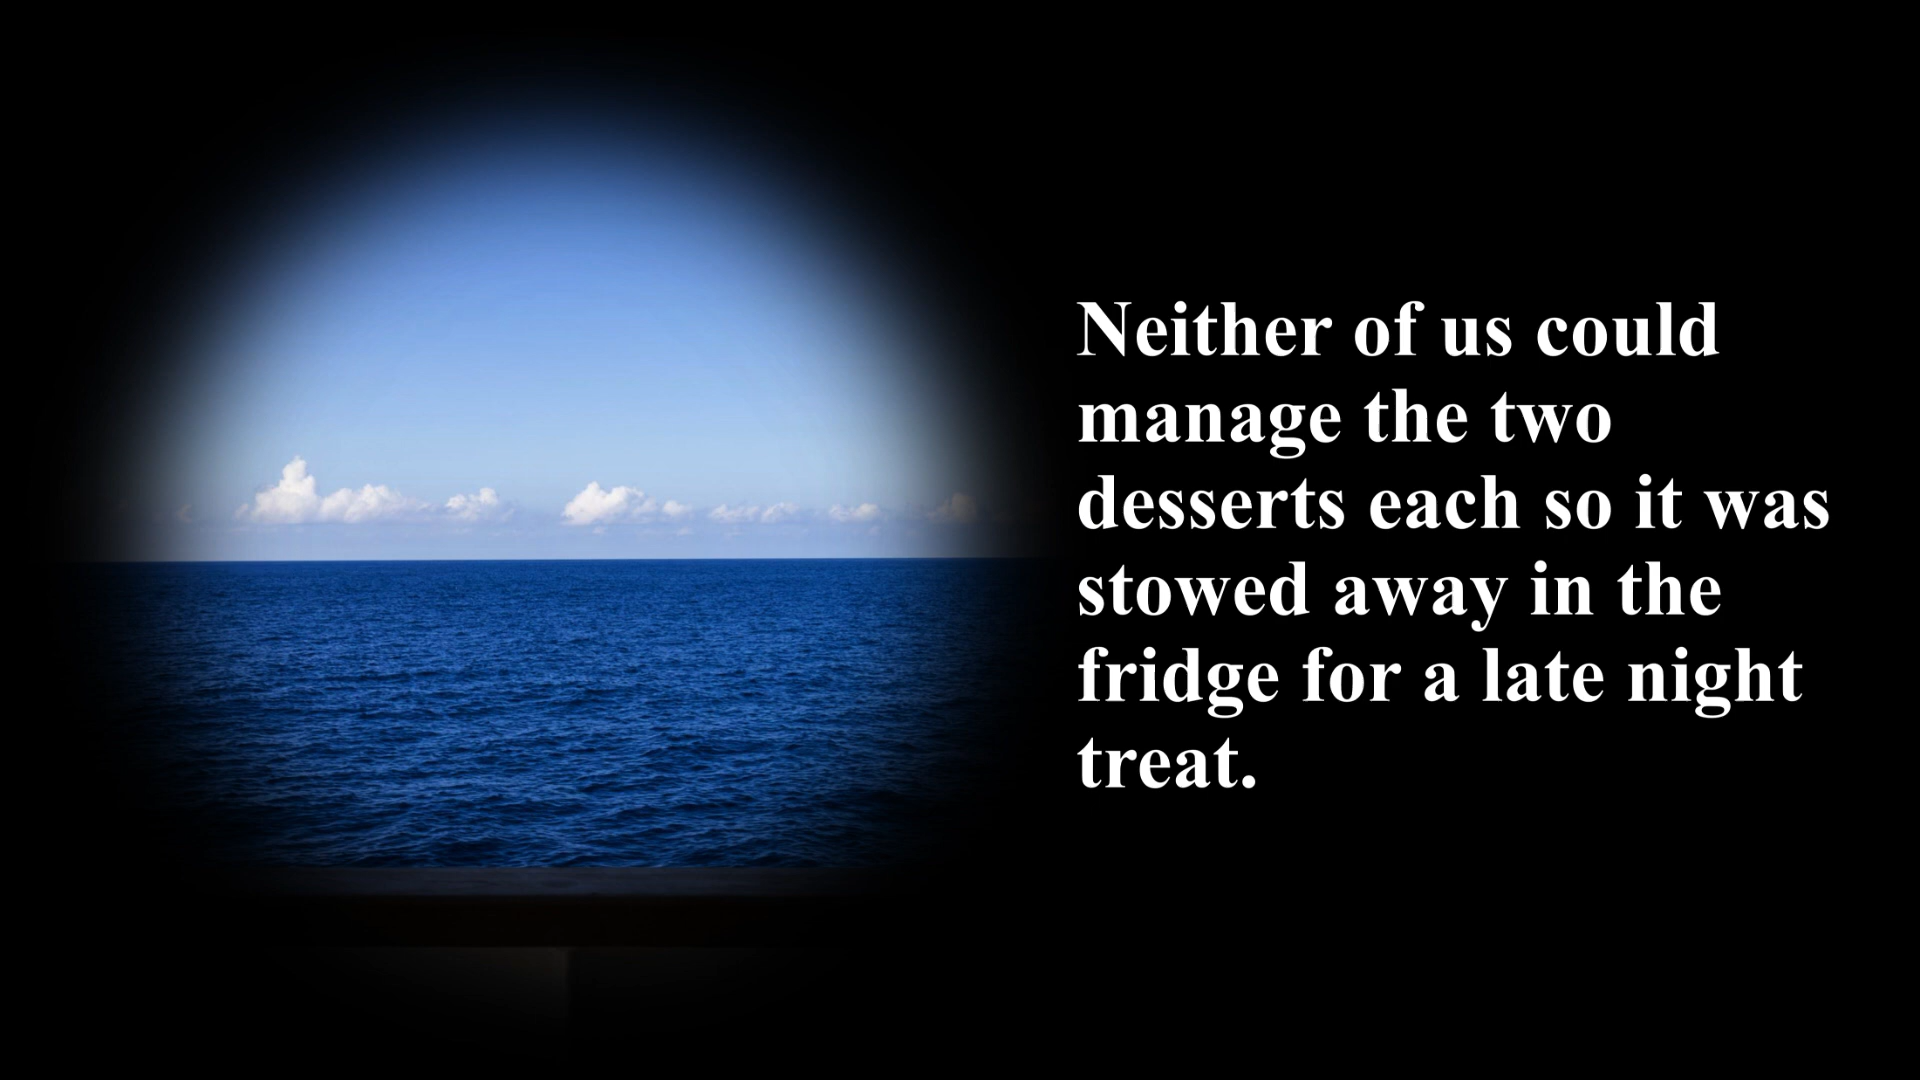 Neither of us could
manage the two
desserts each so it was
stowed away in the
fridge for a late night
treat.